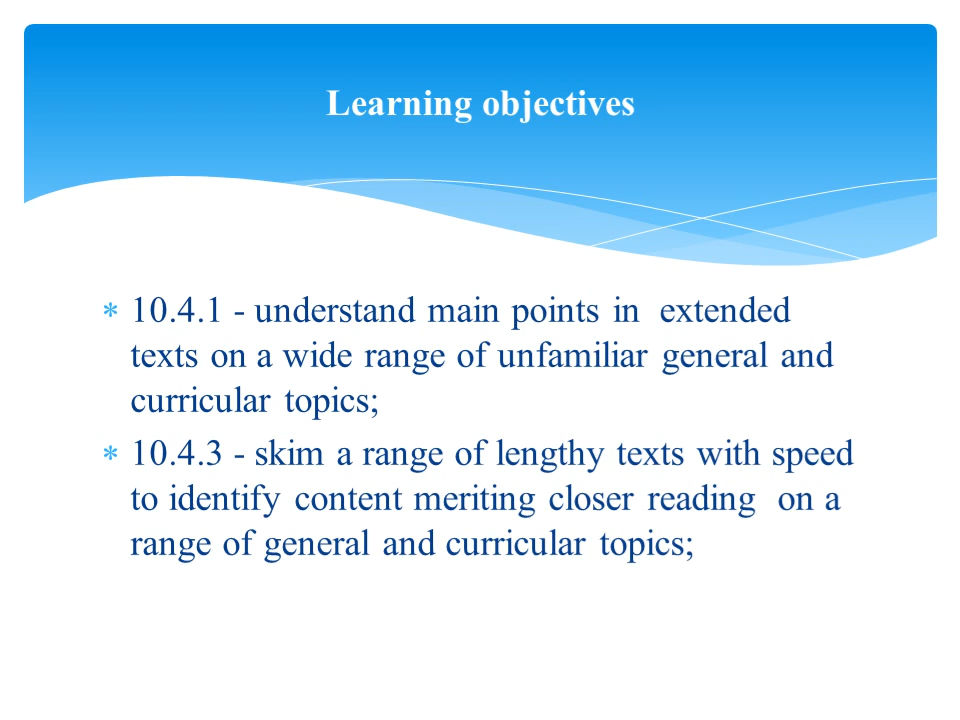 Learning objectives
* 10.4.1 - understand main points in  extended
texts on a wide range of unfamiliar general and
curricular topics;
* 10.4.3 - skim a range of lengthy texts with speed
to identify content meriting closer reading  on a
range of general and curricular topics;